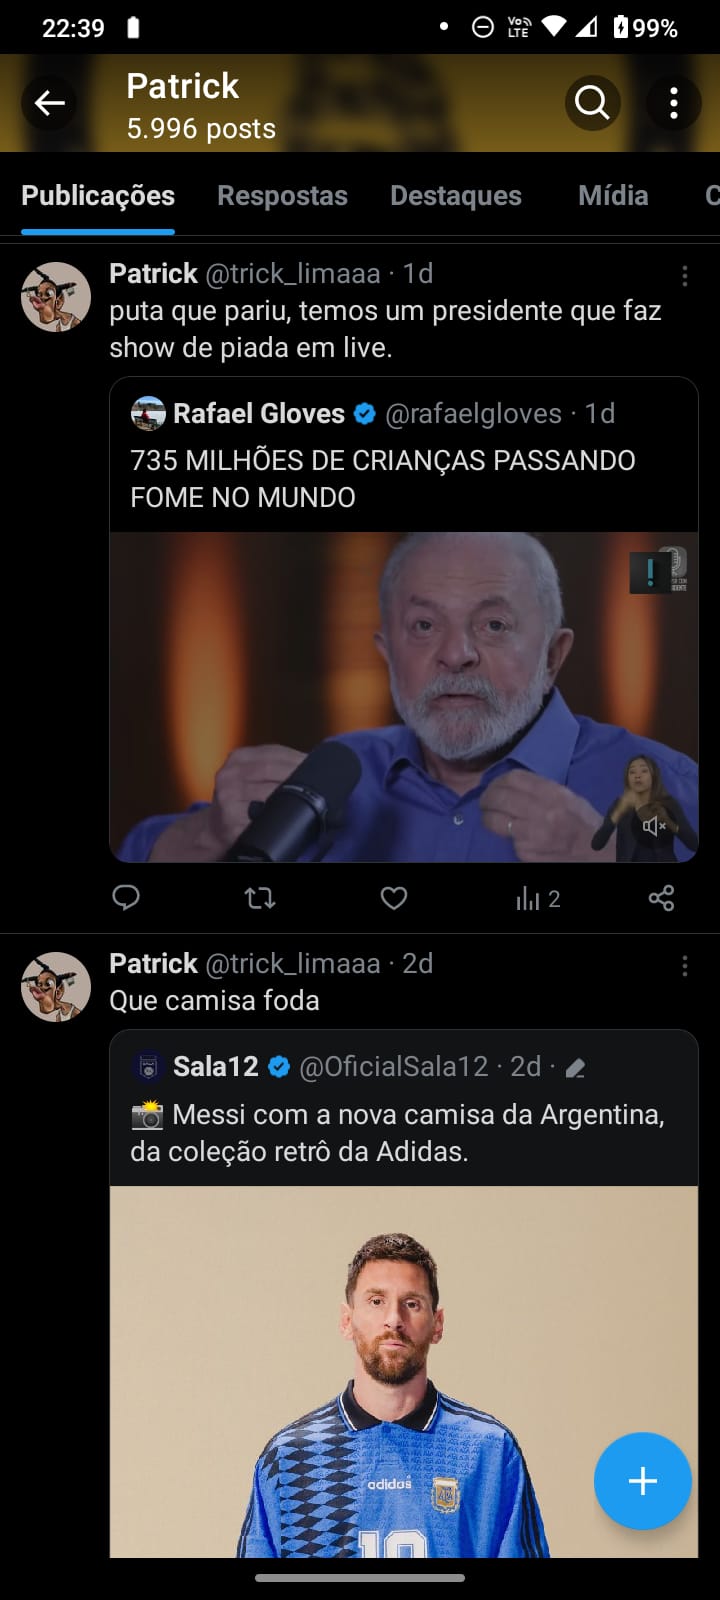 22:39
Vo) LTE
99%
Patrick
5.996 posts
Publicações Respostas Destaques Mídia C
Patrick @trick_limaaa · 1d
puta que pariu, temos um presidente que faz
show de piada em live.
Rafael Gloves @rafaelgloves · 1d
735 MILHÕES DE CRIANÇAS PASSANDO
FOME NO MUNDO
!
2
Patrick @trick_limaaa · 2d
Que camisa foda
Sala12 @OficialSala12 · 2d ·
Messi com a nova camisa da Argentina,
da coleção retrô da Adidas.
adidas
AFA
10